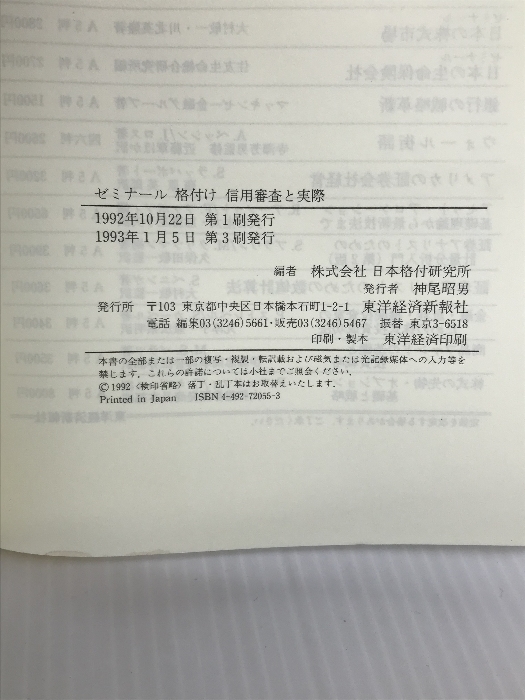 ゼミナール 格付け 信用審査と実際
1992年10月22日 第1刷発行
1993年1月5日 第3刷発行
編者 株式会社 日本格付研究所
発行者 神尾昭男
発行所 〒103 東京都中央区日本橋本石町1-2-1 東洋経済新報社
電話 編集03(3246)5661・販売03(3246)5467 振替 東京3-6518
印刷・製本 東洋経済印刷
本書の全部または一部の複写・複製・転訳載および磁気または光記録媒体への入力等を
禁じます。これらの許諾については小社までご照会ください。
©1992〈検印省略〉落丁・乱丁本はお取替えいたします。
Printed in Japan ISBN 4-492-72055-3